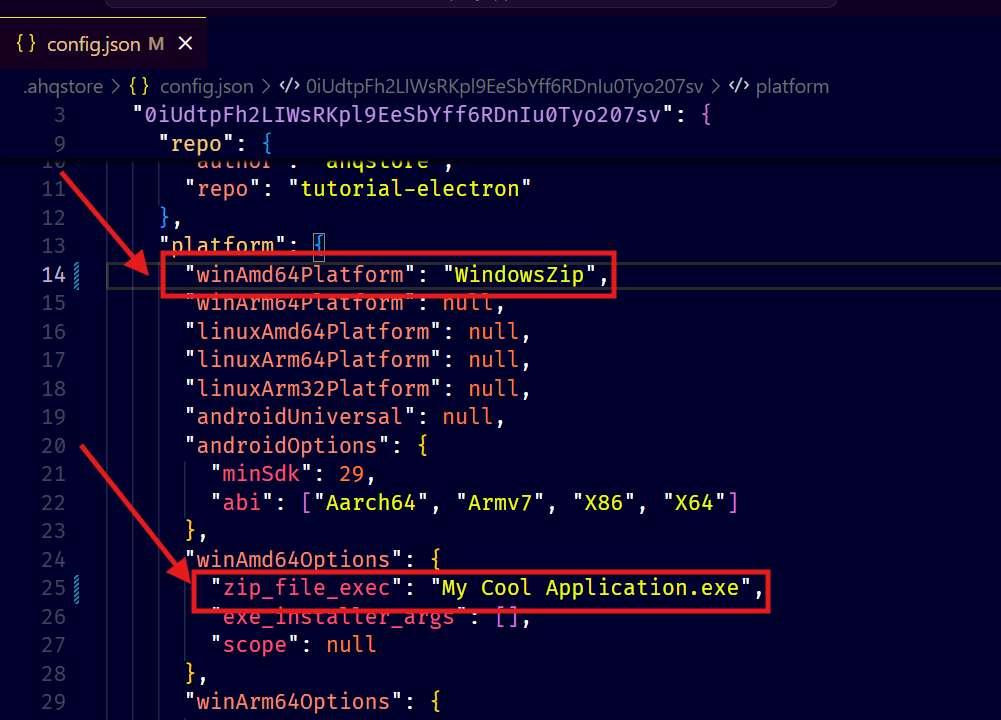 {} config.json M ×
.ahqstore > {} config.json > </> 0iUdtpFh2LIWsRKpl9EeSbYff6RDnIu0Tyo207sv > </> platform
3 "0iUdtpFh2LIWsRKpl9EeSbYff6RDnIu0Tyo207sv": {
9 "repo": {
10 "author": "ahqstore",
11 "repo": "tutorial-electron"
12 },
13 "platform": {
14 "winAmd64Platform": "WindowsZip",
15 "winArm64Platform": null,
16 "linuxAmd64Platform": null,
17 "linuxArm64Platform": null,
18 "linuxArm32Platform": null,
19 "androidUniversal": null,
20 "androidOptions": {
21 "minSdk": 29,
22 "abi": ["Aarch64", "Armv7", "X86", "X64"]
23 },
24 "winAmd64Options": {
25 "zip_file_exec": "My Cool Application.exe",
26 "exe_installer_args": [],
27 "scope": null
28 },
29 "winArm64Options": {